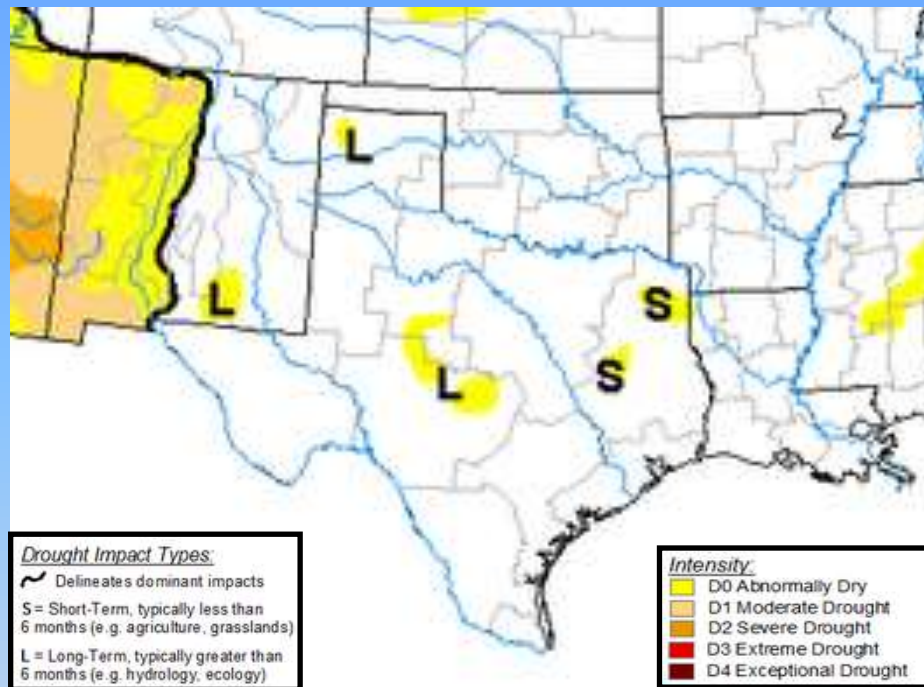 L
L
S
L
S
Drought Impact Types:
Delineates dominant impacts
S = Short-Term, typically less than
6 months (e.g. agriculture, grasslands)
L = Long-Term, typically greater than
6 months (e.g. hydrology, ecology)
Intensity:
D0 Abnormally Dry
D1 Moderate Drought
D2 Severe Drought
D3 Extreme Drought
D4 Exceptional Drought